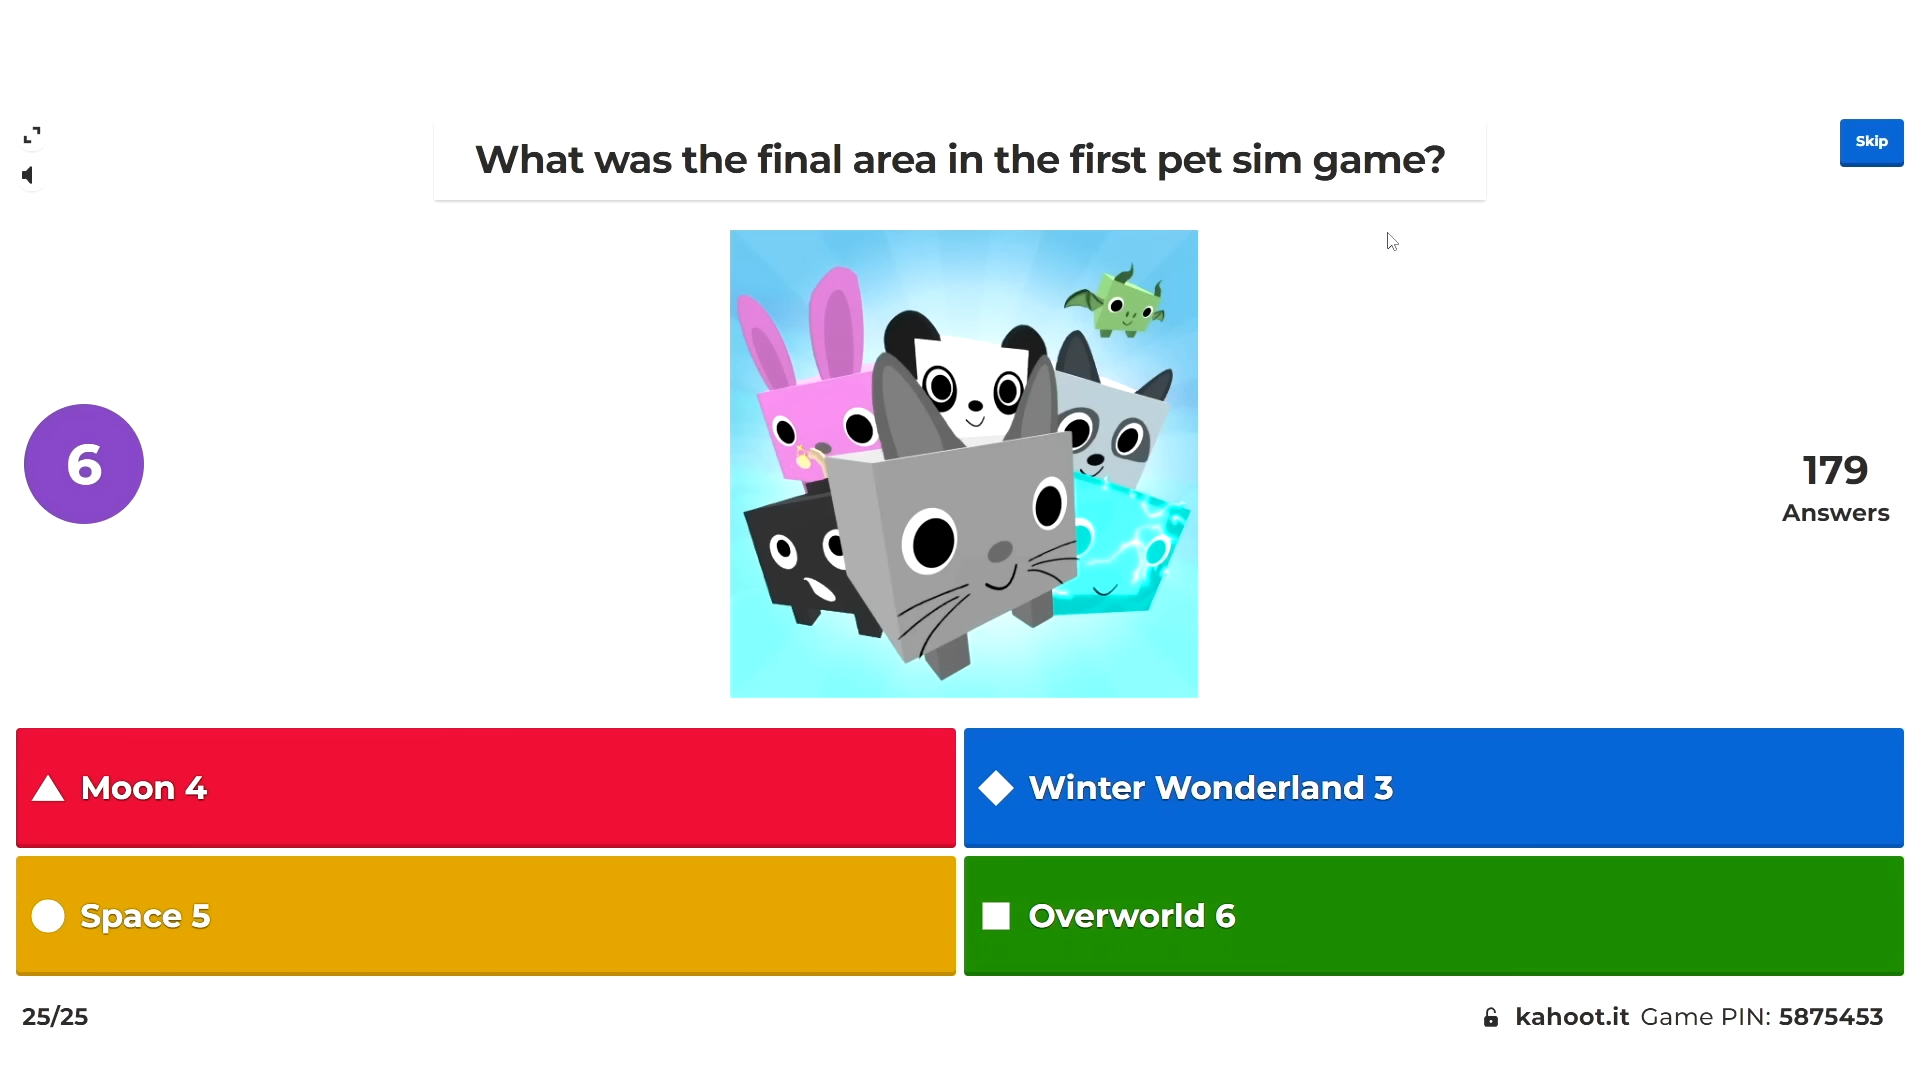 What was the final area in the first pet sim game?
Skip
6
179
Answers
Moon 4
Winter Wonderland 3
Space 5
Overworld 6
25/25
kahoot.it Game PIN: 5875453